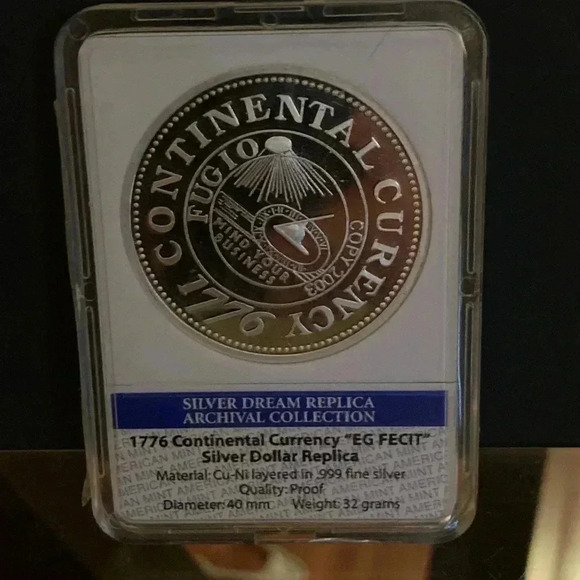 CONTINENTAL CURRENCY
1776
FUGIO
COPY 2003
MIND YOUR
BUSINESS
SILVER DREAM REPLICA
ARCHIVAL COLLECTION
1776 Continental Currency "EG FECIT"
Silver Dollar Replica
Material: Cu-Ni layered in .999 fine silver
Quality: Proof
Diameter: 40 mm Weight: 32 grams
AMERICAN MINT